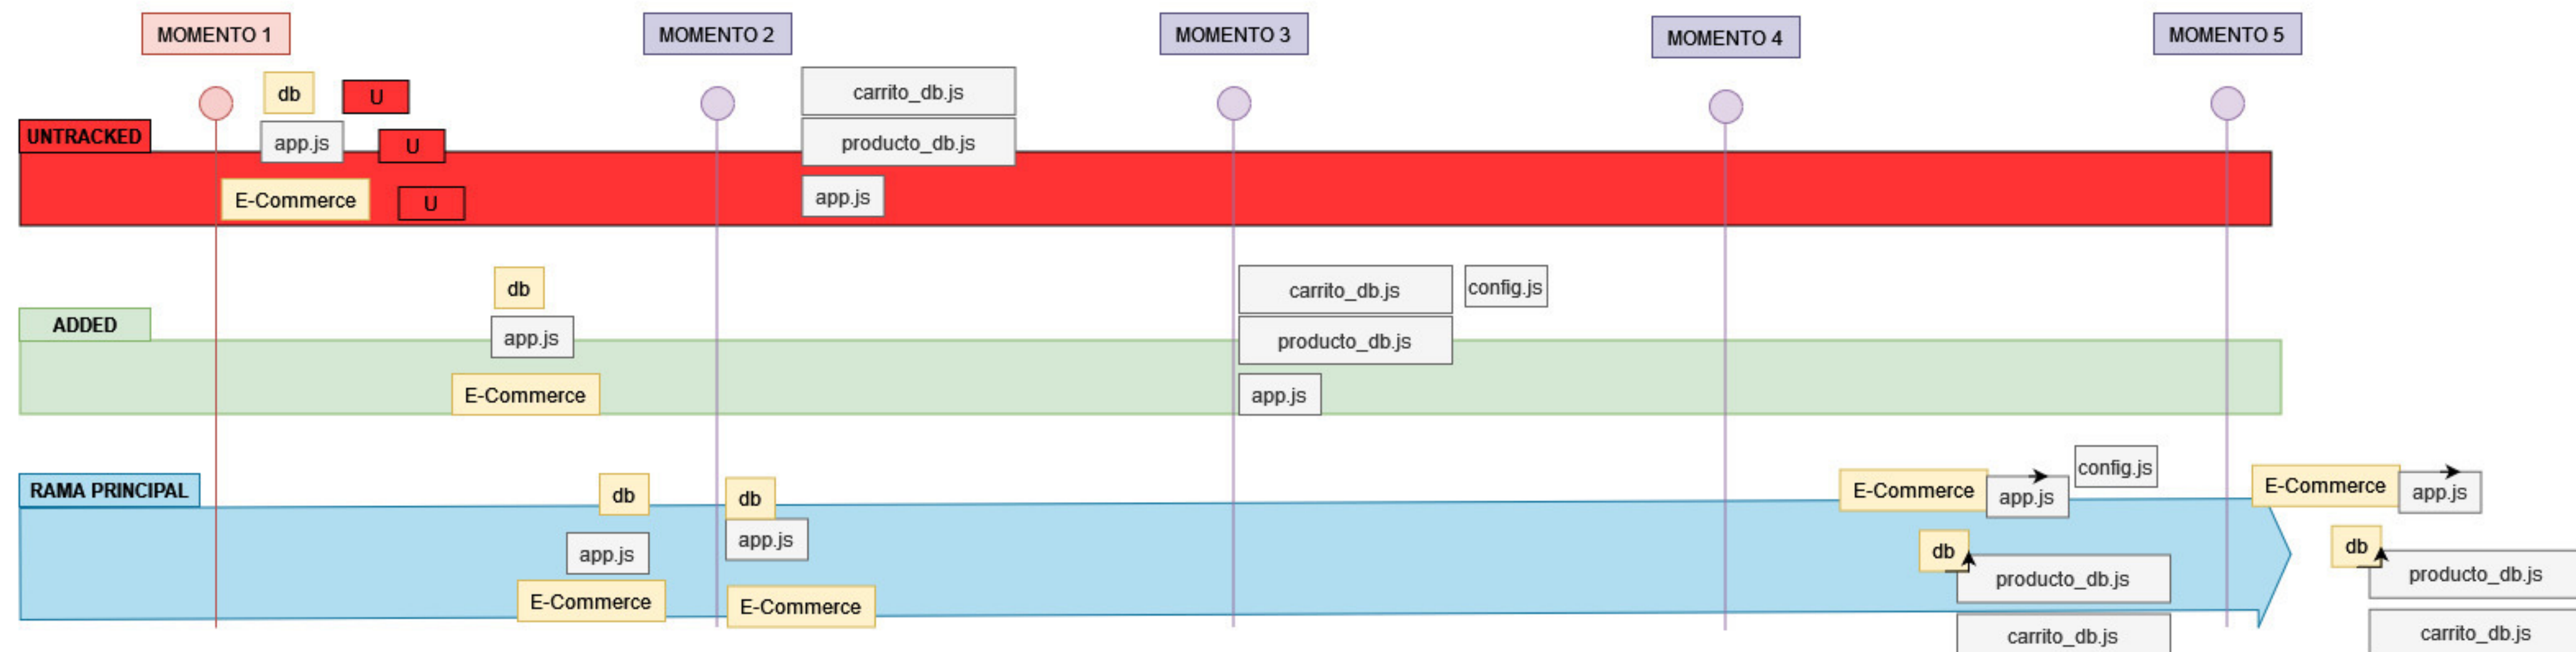 MOMENTO 1
MOMENTO 2
MOMENTO 3
MOMENTO 4
MOMENTO 5
db
U
carrito_db.js
UNTRACKED
app.js
U
producto_db.js
E-Commerce
U
app.js
db
carrito_db.js
config.js
ADDED
app.js
producto_db.js
E-Commerce
app.js
RAMA PRINCIPAL
db
db
E-Commerce
app.js
config.js
E-Commerce
app.js
app.js
app.js
db
producto_db.js
db
producto_db.js
E-Commerce
E-Commerce
carrito_db.js
carrito_db.js